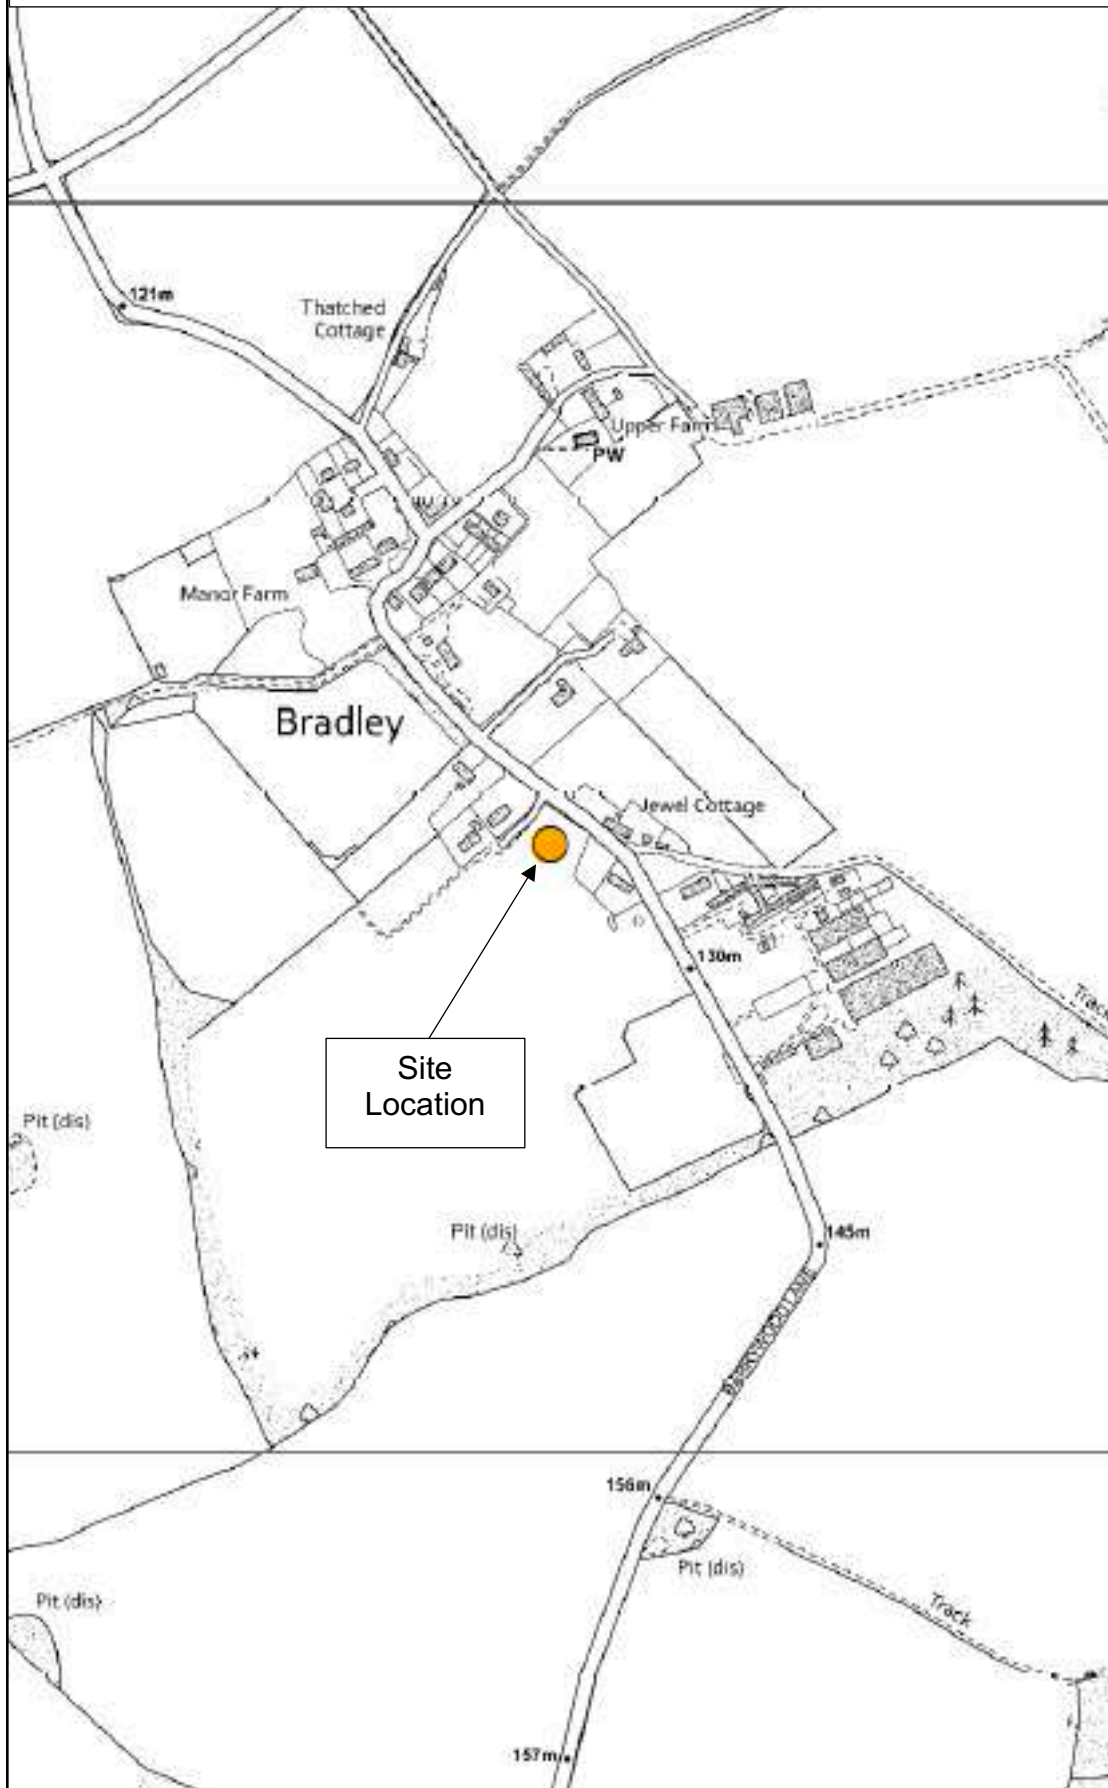 121m
Thatched
Cottage
Upper Farm
PW
Manor Farm
Bradley
Jewel Cottage
130m
Track
Site
Location
Pit (dis)
Pit (dis)
145m
156m
Pit (dis)
Pit (dis)
Track
157m